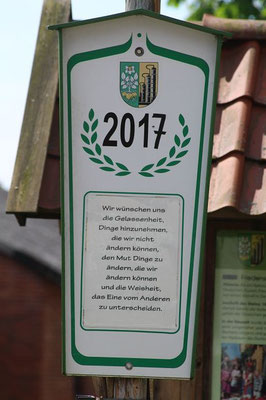 2017
Wir wünschen uns
die Gelassenheit,
Dinge hinzunehmen,
die wir nicht
ändern können,
den Mut Dinge zu
ändern, die wir
ändern können
und die Weisheit,
das Eine vom Anderen
zu unterscheiden.